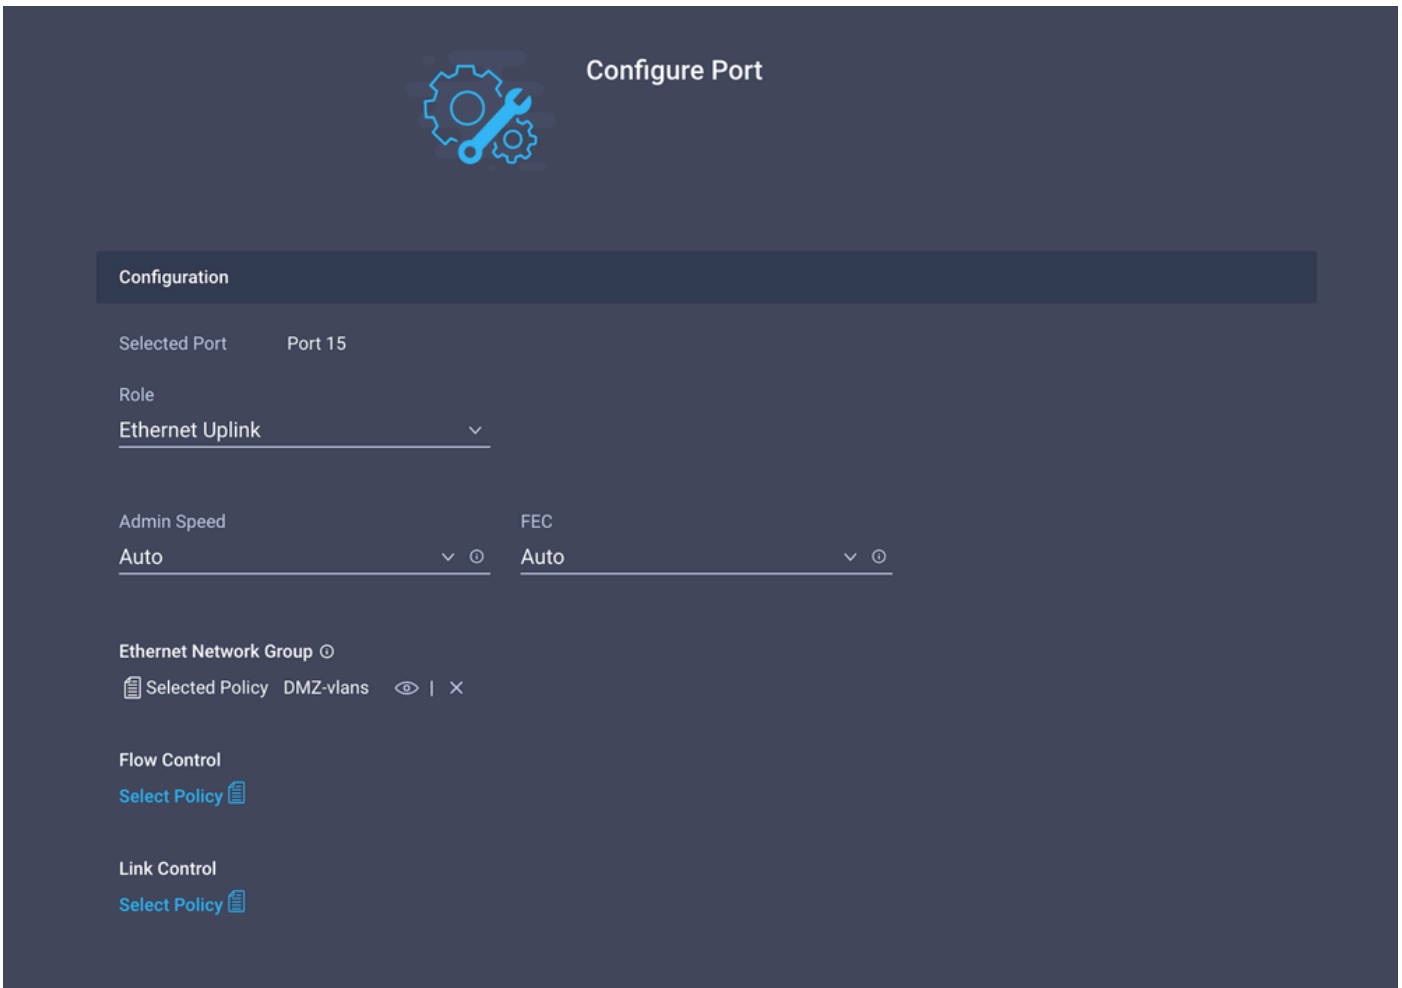 Configure Port
Configuration
Selected Port Port 15
Role
Ethernet Uplink
Admin Speed FEC
Auto Auto
Ethernet Network Group
Selected Policy DMZ-vlans |
Flow Control
Select Policy
Link Control
Select Policy